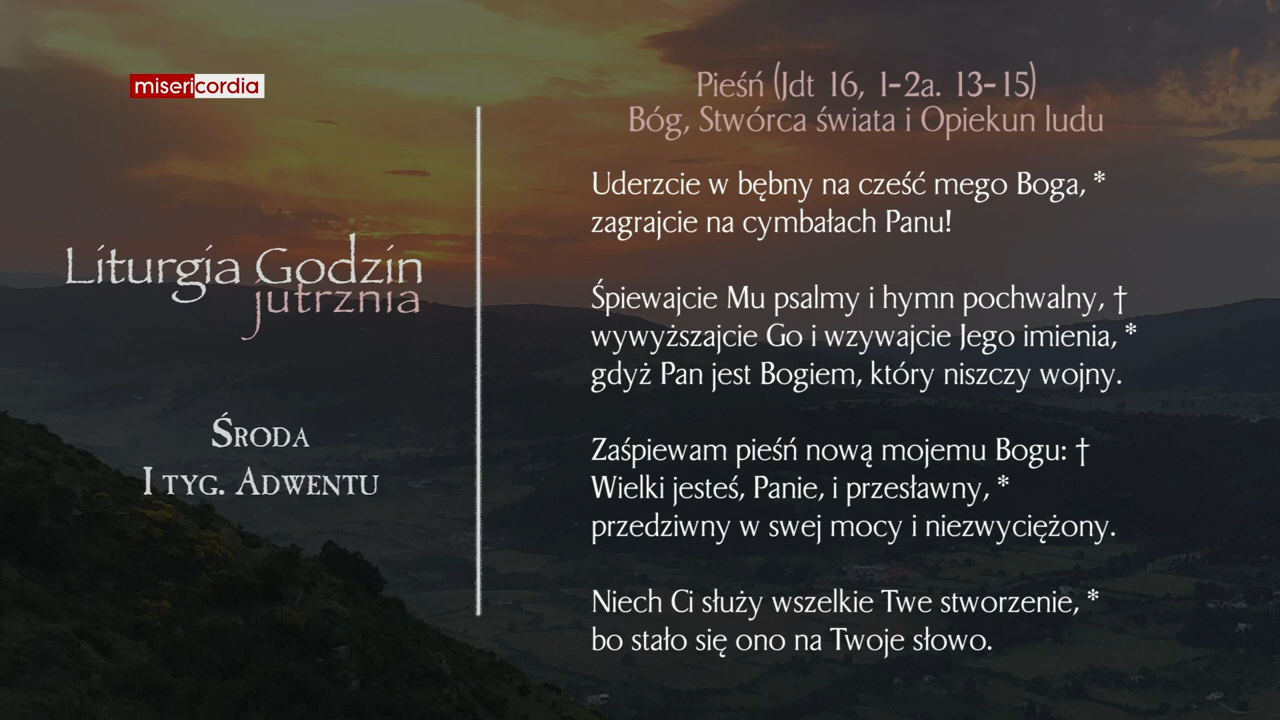 misericordia
Liturgia Godzin
jutrznia
Środa
I tyg. Adwentu
Pieśń (Jdt 16, 1-2a. 13-15)
Bóg, Stwórca świata i Opiekun ludu
Uderzcie w bębny na cześć mego Boga, *
zagrajcie na cymbałach Panu!
Śpiewajcie Mu psalmy i hymn pochwalny, †
wywyższajcie Go i wzywajcie Jego imienia, *
gdyż Pan jest Bogiem, który niszczy wojny.
Zaśpiewam pieśń nową mojemu Bogu: †
Wielki jesteś, Panie, i przesławny, *
przedziwny w swej mocy i niezwyciężony.
Niech Ci służy wszelkie Twe stworzenie, *
bo stało się ono na Twoje słowo.